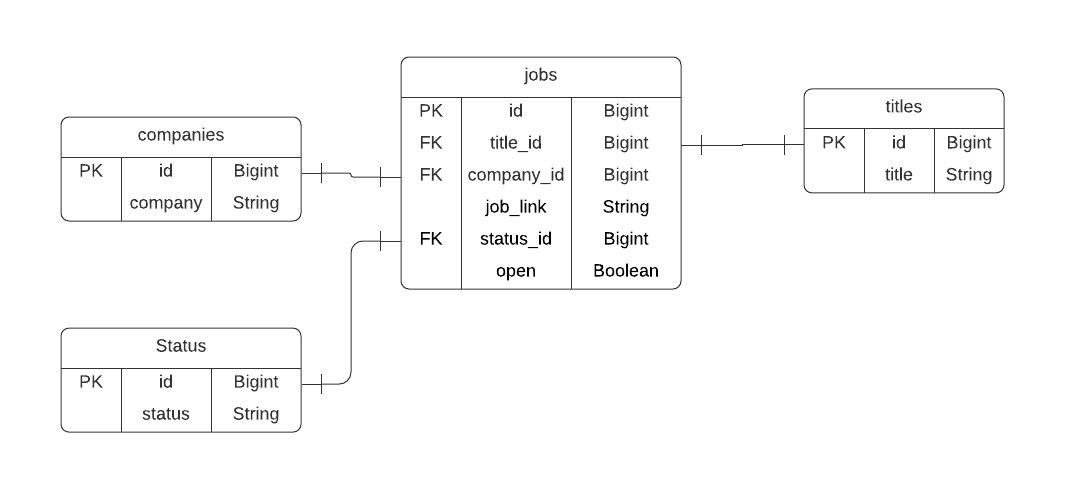 jobs
PK id Bigint
FK title_id Bigint
FK company_id Bigint
job_link String
FK status_id Bigint
open Boolean
companies
PK id Bigint
company String
titles
PK id Bigint
title String
Status
PK id Bigint
status String